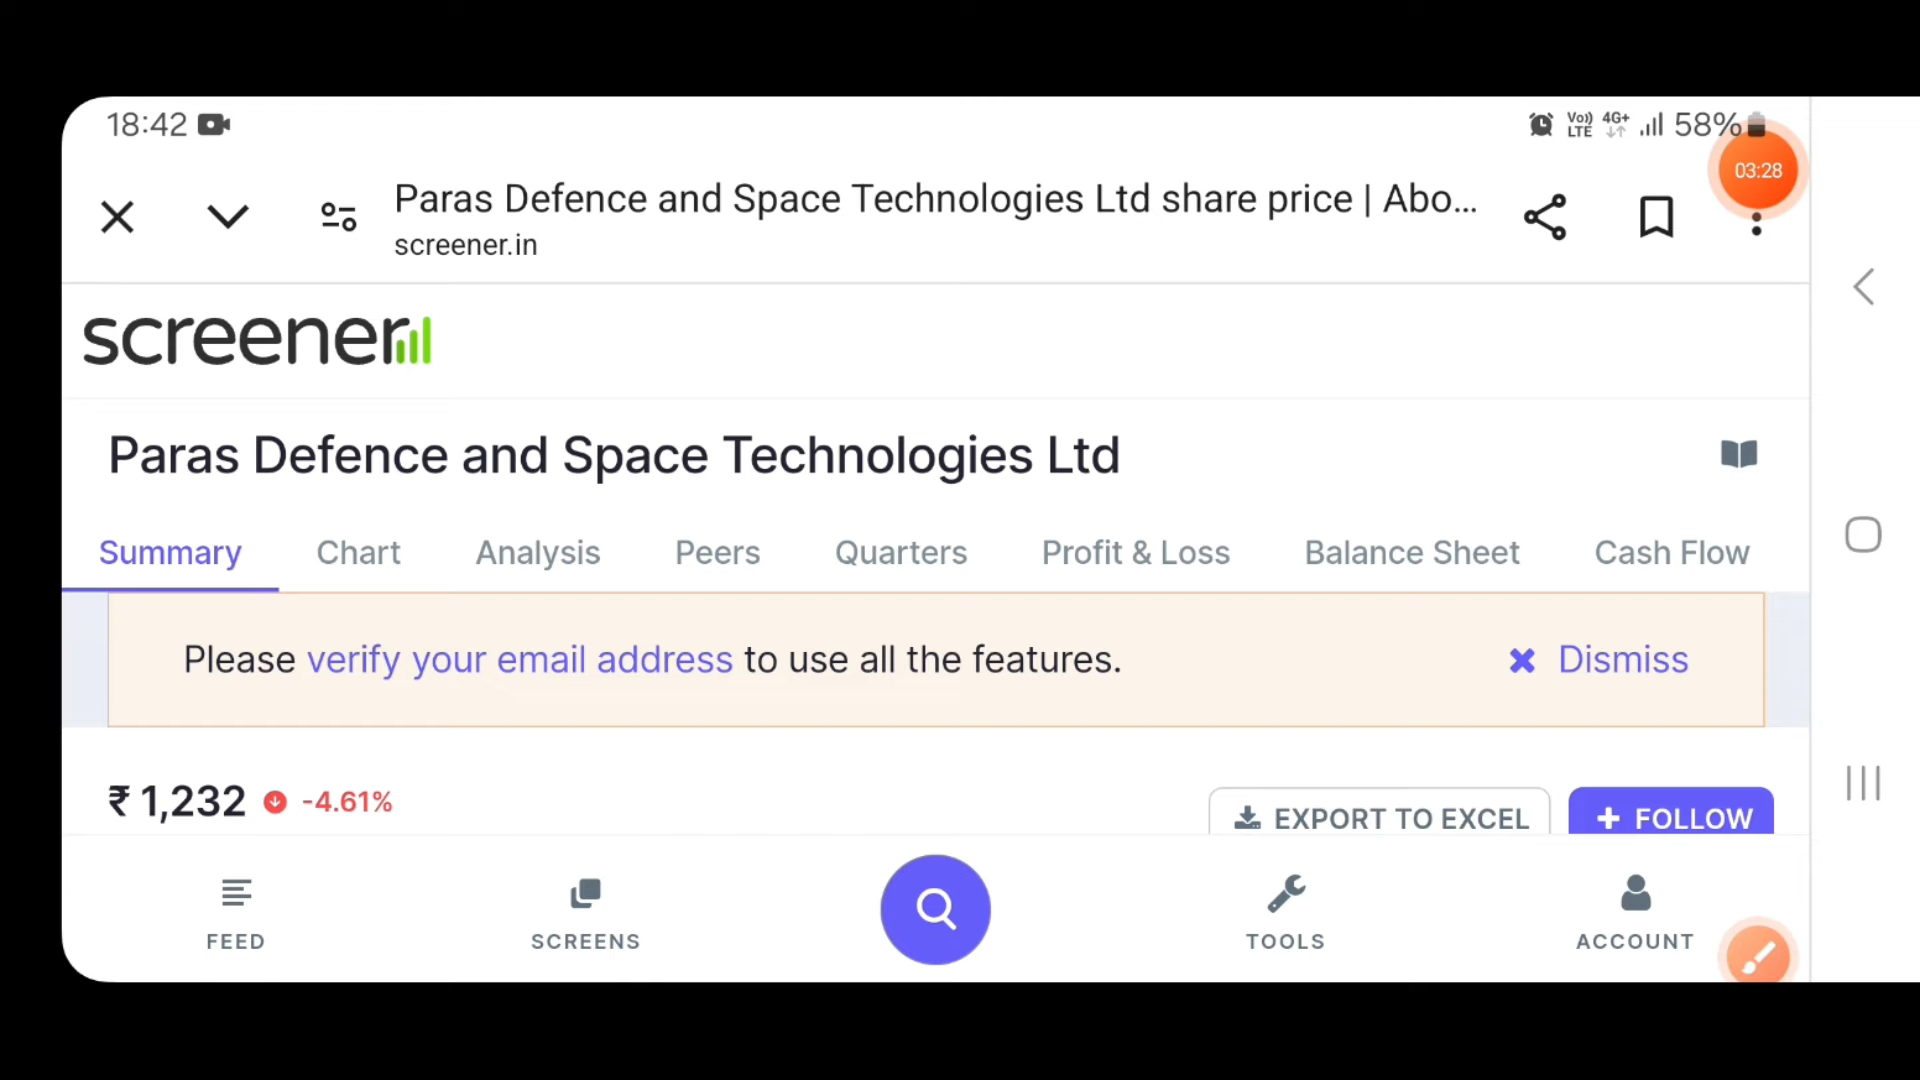 18:42
Vo)) LTE 4G+ 58%
03:28
Paras Defence and Space Technologies Ltd share price | Abo...
screener.in
screener
Paras Defence and Space Technologies Ltd
Summary Chart Analysis Peers Quarters Profit & Loss Balance Sheet Cash Flow
Please verify your email address to use all the features.
Dismiss
₹ 1,232 -4.61%
EXPORT TO EXCEL
+ FOLLOW
FEED SCREENS TOOLS ACCOUNT